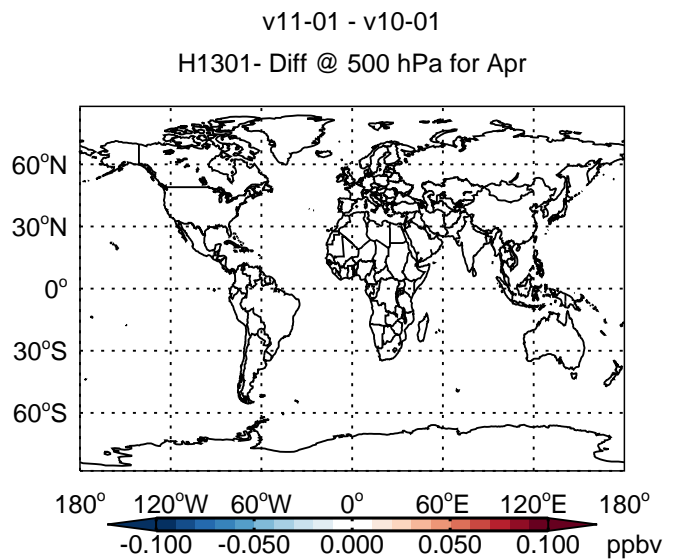 v11-01 - v10-01
H1301- Diff @ 500 hPa for Apr
60°N
30°N
0°
30°S
60°S
180° 120°W 60°W 0° 60°E 120°E 180°
-0.100 -0.050 0.000 0.050 0.100 ppbv